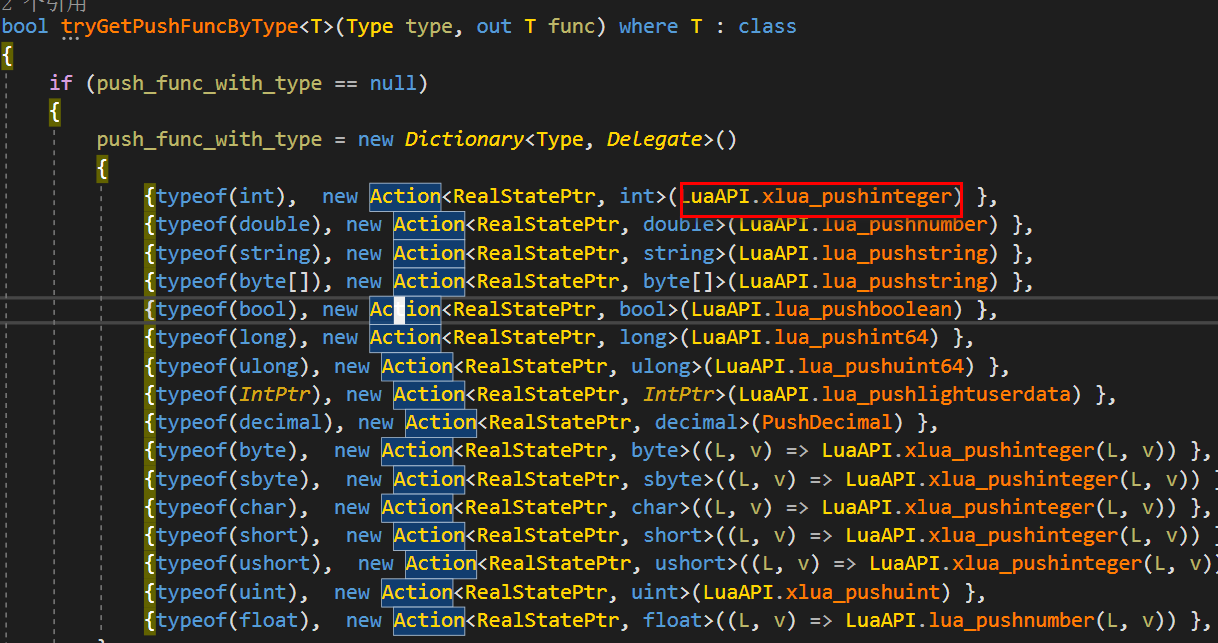 2 个引用
bool tryGetPushFuncByType<T>(Type type, out T func) where T : class
{
if (push_func_with_type == null)
{
push_func_with_type = new Dictionary<Type, Delegate>()
{
{typeof(int), new Action<RealStatePtr, int>(LuaAPI.xlua_pushinteger) },
{typeof(double), new Action<RealStatePtr, double>(LuaAPI.lua_pushnumber) },
{typeof(string), new Action<RealStatePtr, string>(LuaAPI.lua_pushstring) },
{typeof(byte[]), new Action<RealStatePtr, byte[]>(LuaAPI.lua_pushstring) },
{typeof(bool), new Action<RealStatePtr, bool>(LuaAPI.lua_pushboolean) },
{typeof(long), new Action<RealStatePtr, long>(LuaAPI.lua_pushint64) },
{typeof(ulong), new Action<RealStatePtr, ulong>(LuaAPI.lua_pushuint64) },
{typeof(IntPtr), new Action<RealStatePtr, IntPtr>(LuaAPI.lua_pushlightuserdata) },
{typeof(decimal), new Action<RealStatePtr, decimal>(PushDecimal) },
{typeof(byte), new Action<RealStatePtr, byte>((L, v) => LuaAPI.xlua_pushinteger(L, v)) },
{typeof(sbyte), new Action<RealStatePtr, sbyte>((L, v) => LuaAPI.xlua_pushinteger(L, v)) }
{typeof(char), new Action<RealStatePtr, char>((L, v) => LuaAPI.xlua_pushinteger(L, v)) },
{typeof(short), new Action<RealStatePtr, short>((L, v) => LuaAPI.xlua_pushinteger(L, v)) }
{typeof(ushort), new Action<RealStatePtr, ushort>((L, v) => LuaAPI.xlua_pushinteger(L, v))
{typeof(uint), new Action<RealStatePtr, uint>(LuaAPI.xlua_pushuint) },
{typeof(float), new Action<RealStatePtr, float>((L, v) => LuaAPI.lua_pushnumber(L, v)) },